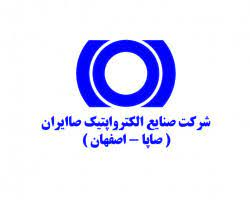 شرکت صنایع الکترواپتیک صاایران
( صاپا – اصفهان )